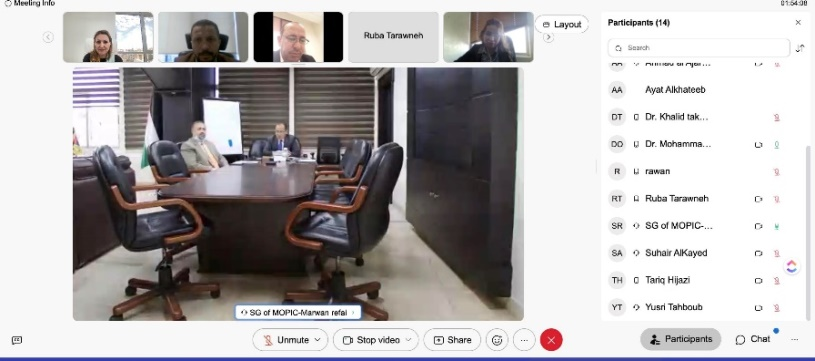 Meeting Info
01:54:08
Layout
Ruba Tarawneh
SG of MOPIC-Marwan refai
Participants (14)
Search
AA Ayat Alkhateeb
DT Dr. Khalid tak...
DO Dr. Mohamma...
R rawan
RT Ruba Tarawneh
SR SG of MOPIC-...
SA Suhair AlKayed
TH Tariq Hijazi
YT Yusri Tahboub
Unmute
Stop video
Share
Participants
Chat